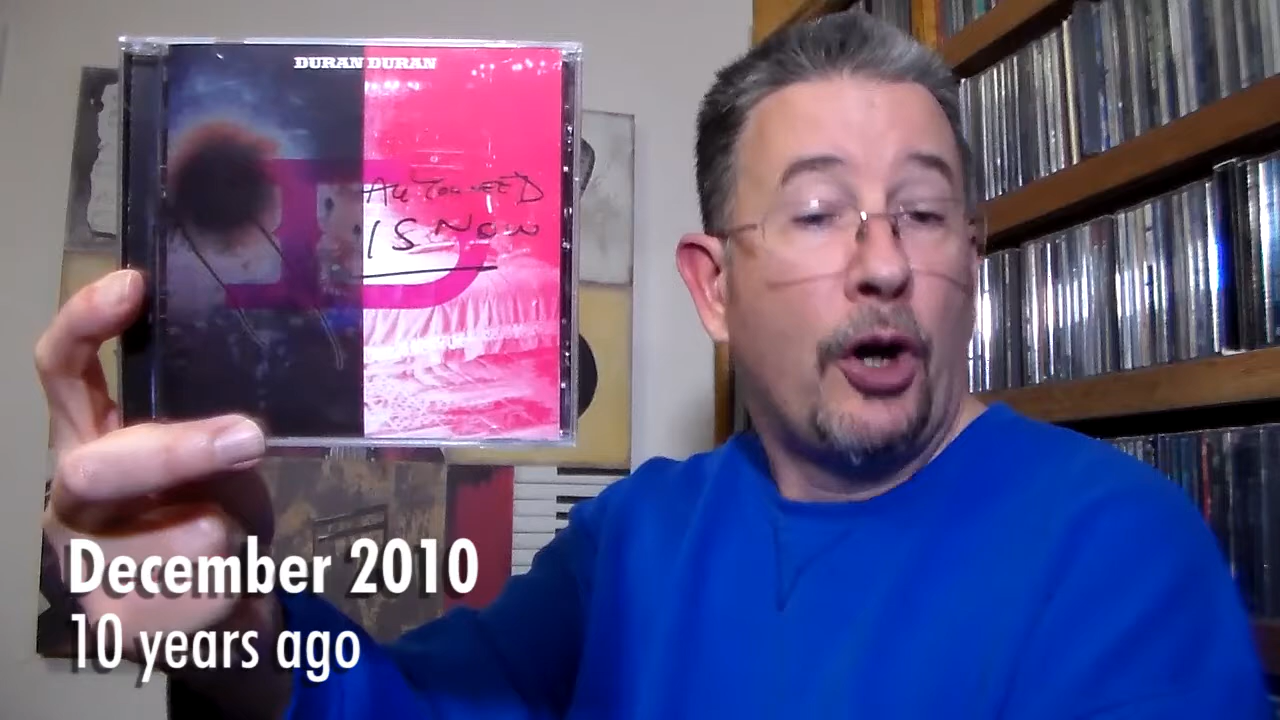 DURAN DURAN
ALL YOU NEED
IS NOW
December 2010
10 years ago